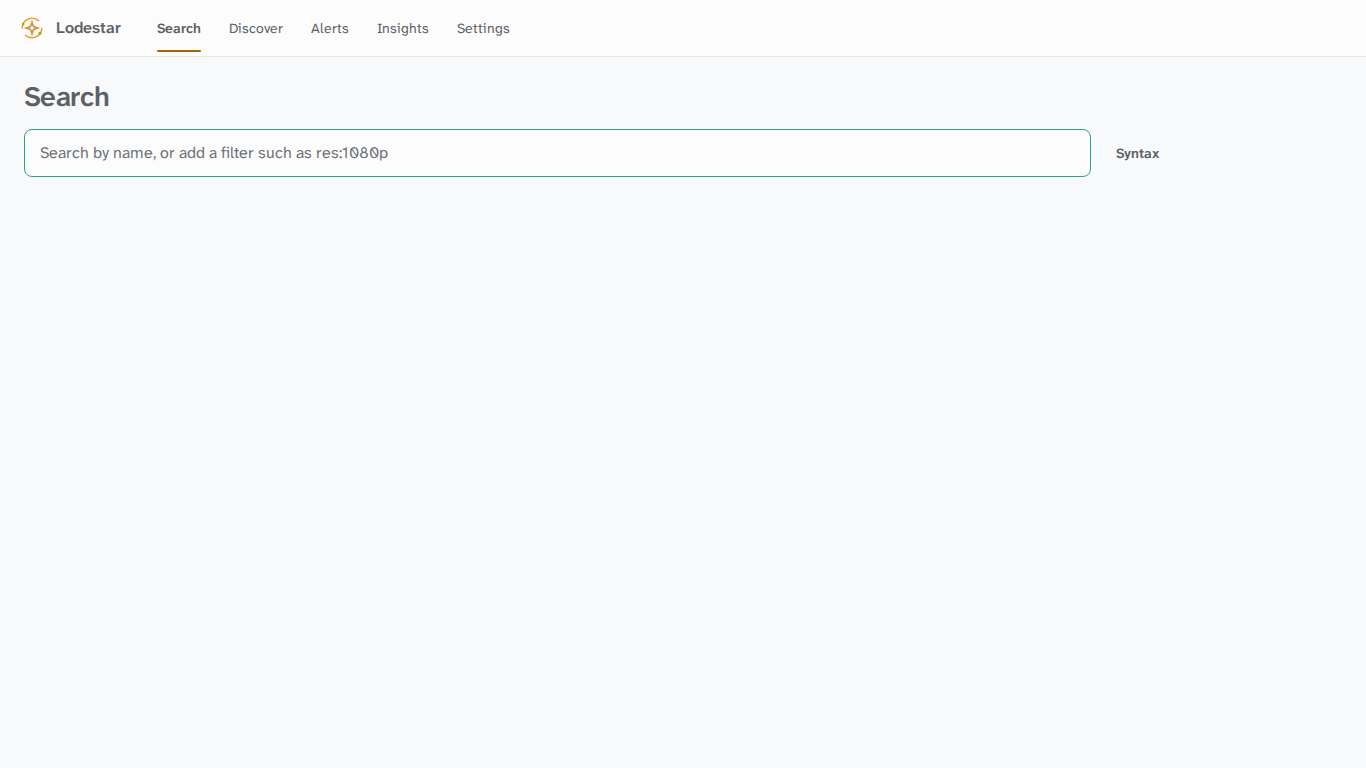 Lodestar Search Discover Alerts Insights Settings
Search
Search by name, or add a filter such as res:1080p Syntax